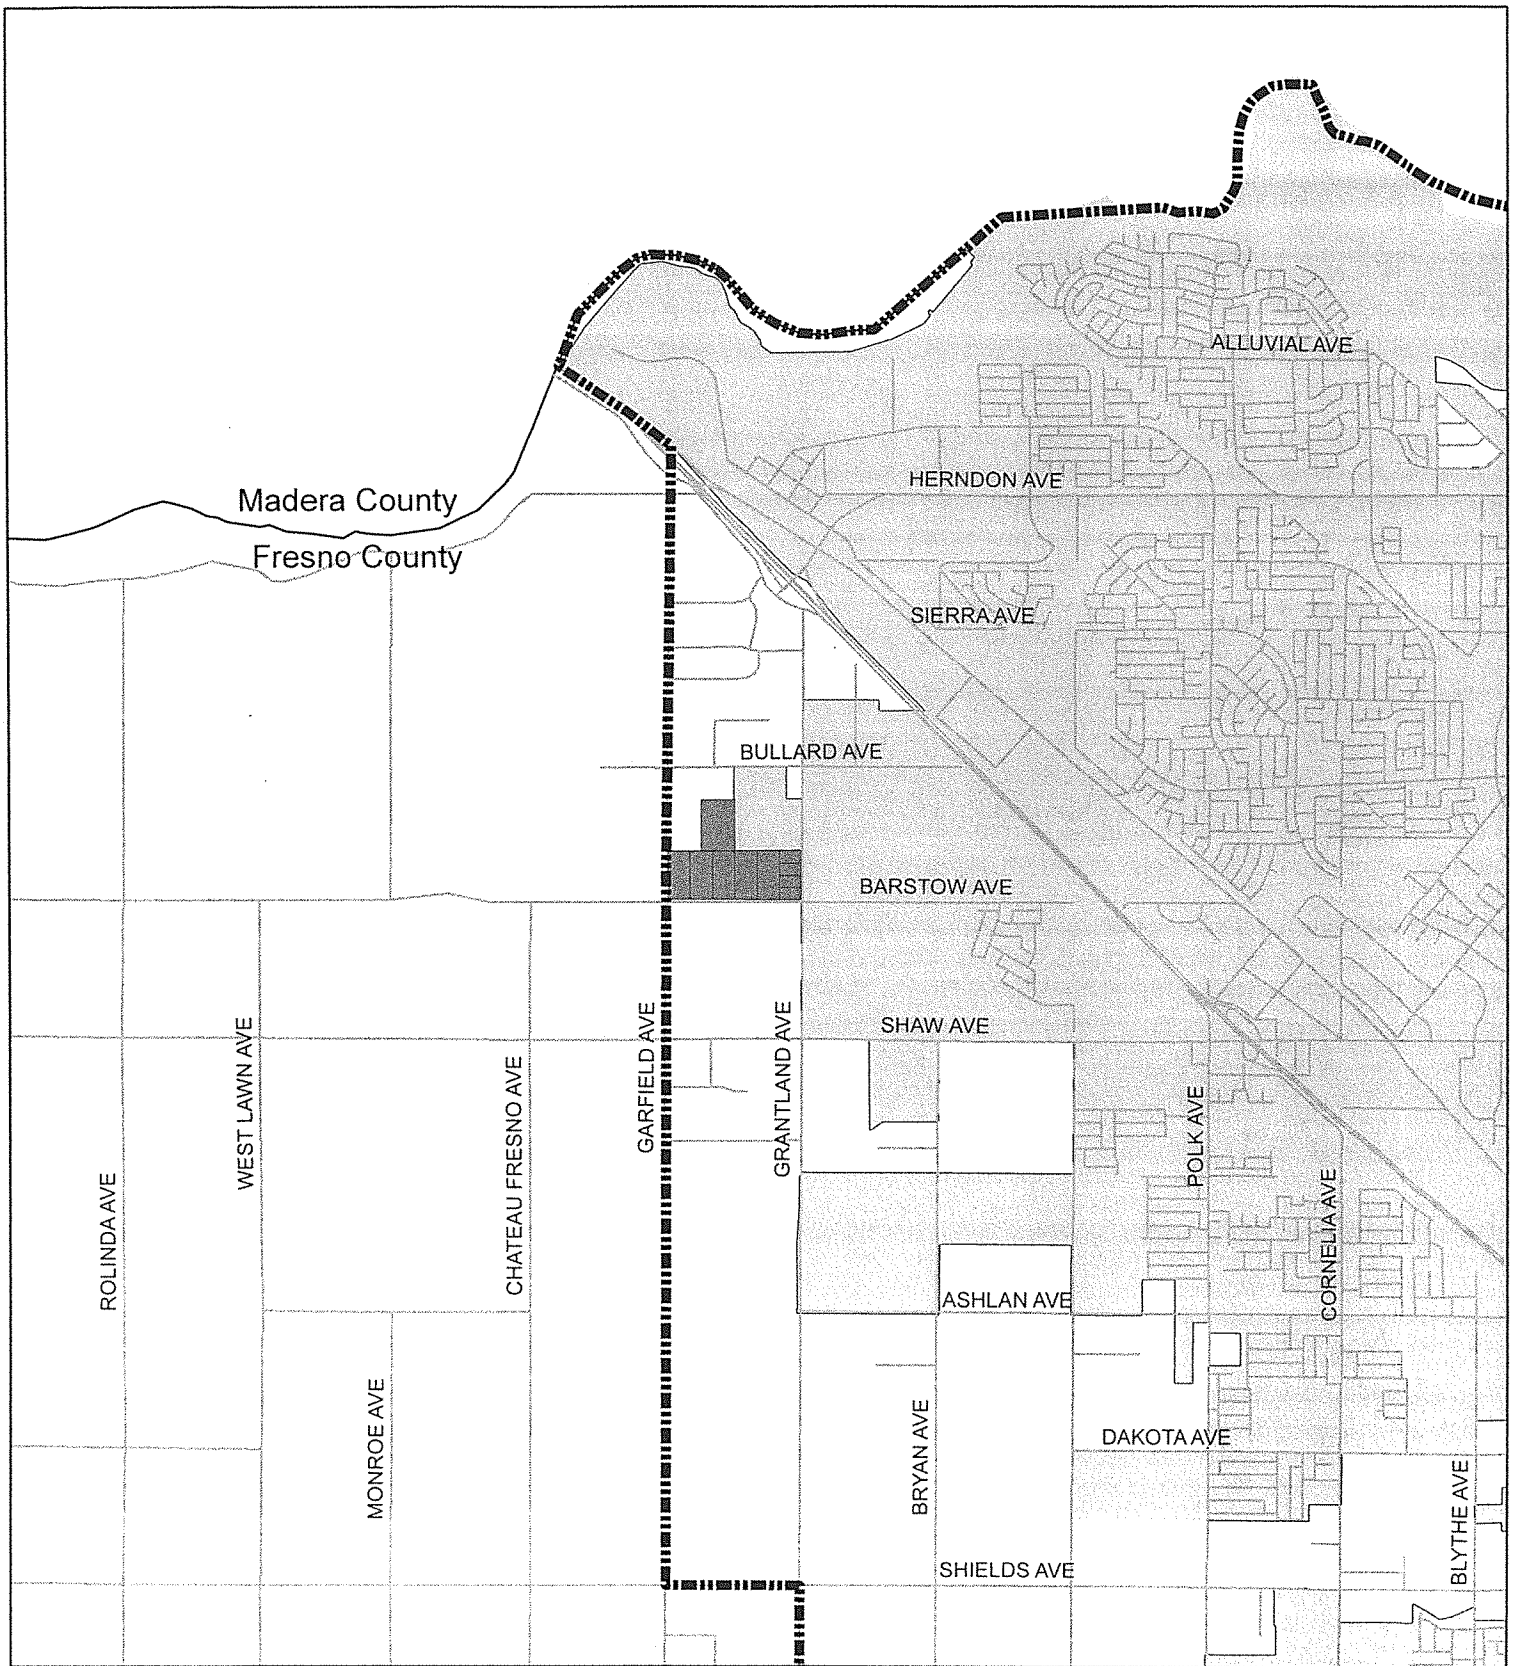 ALLUVIAL AVE
HERNDON AVE
Madera County
Fresno County
SIERRA AVE
BULLARD AVE
BARSTOW AVE
SHAW AVE
ROLINDA AVE
WEST LAWN AVE
MONROE AVE
CHATEAU FRESNO AVE
GARFIELD AVE
GRANTLAND AVE
BRYAN AVE
POLK AVE
CORNELIA AVE
BLYTHE AVE
ASHLAN AVE
DAKOTA AVE
SHIELDS AVE